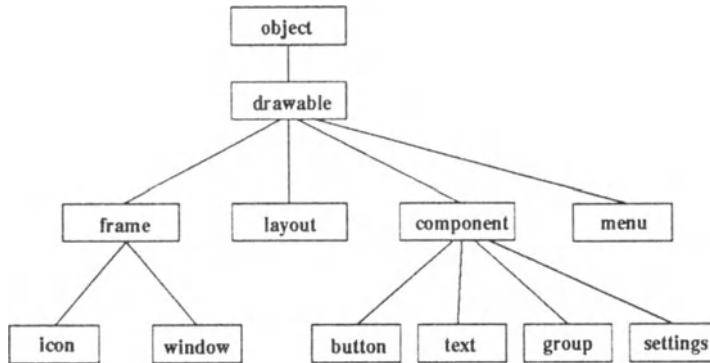 object
drawable
frame
layout
component
menu
icon
window
button
text
group
settings